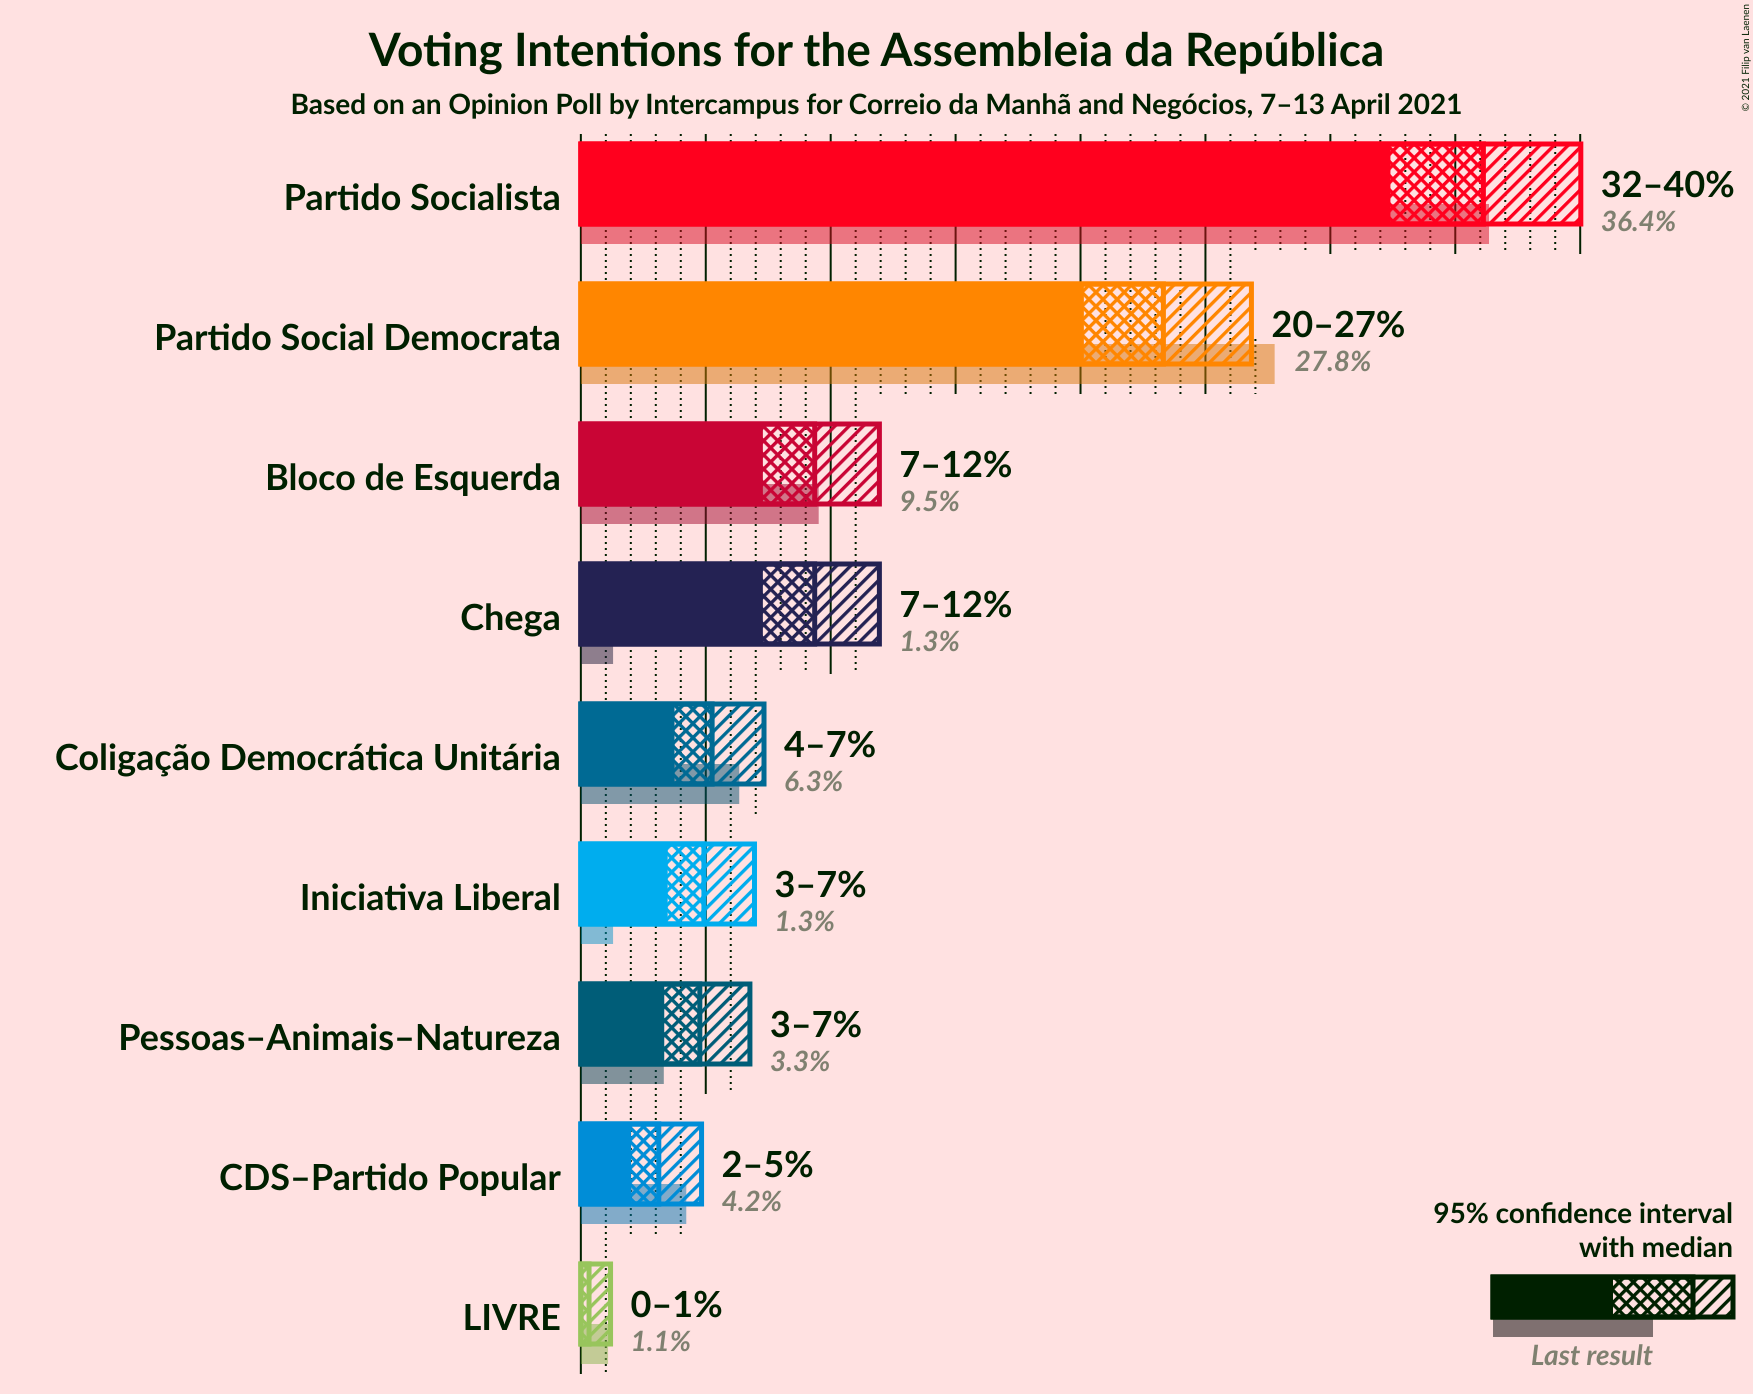 Voting Intentions for the Assembleia da República
Based on an Opinion Poll by Intercampus for Correio da Manhã and Negócios, 7–13 April 2021
© 2021 Filip van Laenen
Partido Socialista
32–40%
36.4%
Partido Social Democrata
20–27%
27.8%
Bloco de Esquerda
7–12%
9.5%
Chega
7–12%
1.3%
Coligação Democrática Unitária
4–7%
6.3%
Iniciativa Liberal
3–7%
1.3%
Pessoas–Animais–Natureza
3–7%
3.3%
CDS–Partido Popular
2–5%
4.2%
LIVRE
0–1%
1.1%
95% confidence interval
with median
Last result